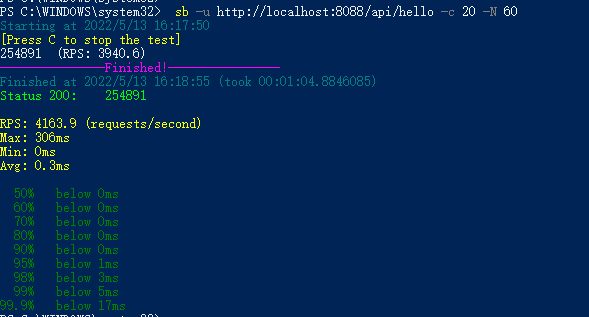 PS C:\WINDOWS\system32> sb -u http://localhost:8088/api/hello -c 20 -N 60
Starting at 2022/5/13 16:17:50
[Press C to stop the test]
254891 (RPS: 3940.6)
---------------Finished!----------------
Finished at 2022/5/13 16:18:55 (took 00:01:04.8846085)
Status 200: 254891
RPS: 4163.9 (requests/second)
Max: 306ms
Min: 0ms
Avg: 0.3ms
50% below 0ms
60% below 0ms
70% below 0ms
80% below 0ms
90% below 0ms
95% below 1ms
98% below 3ms
99% below 5ms
99.9% below 17ms